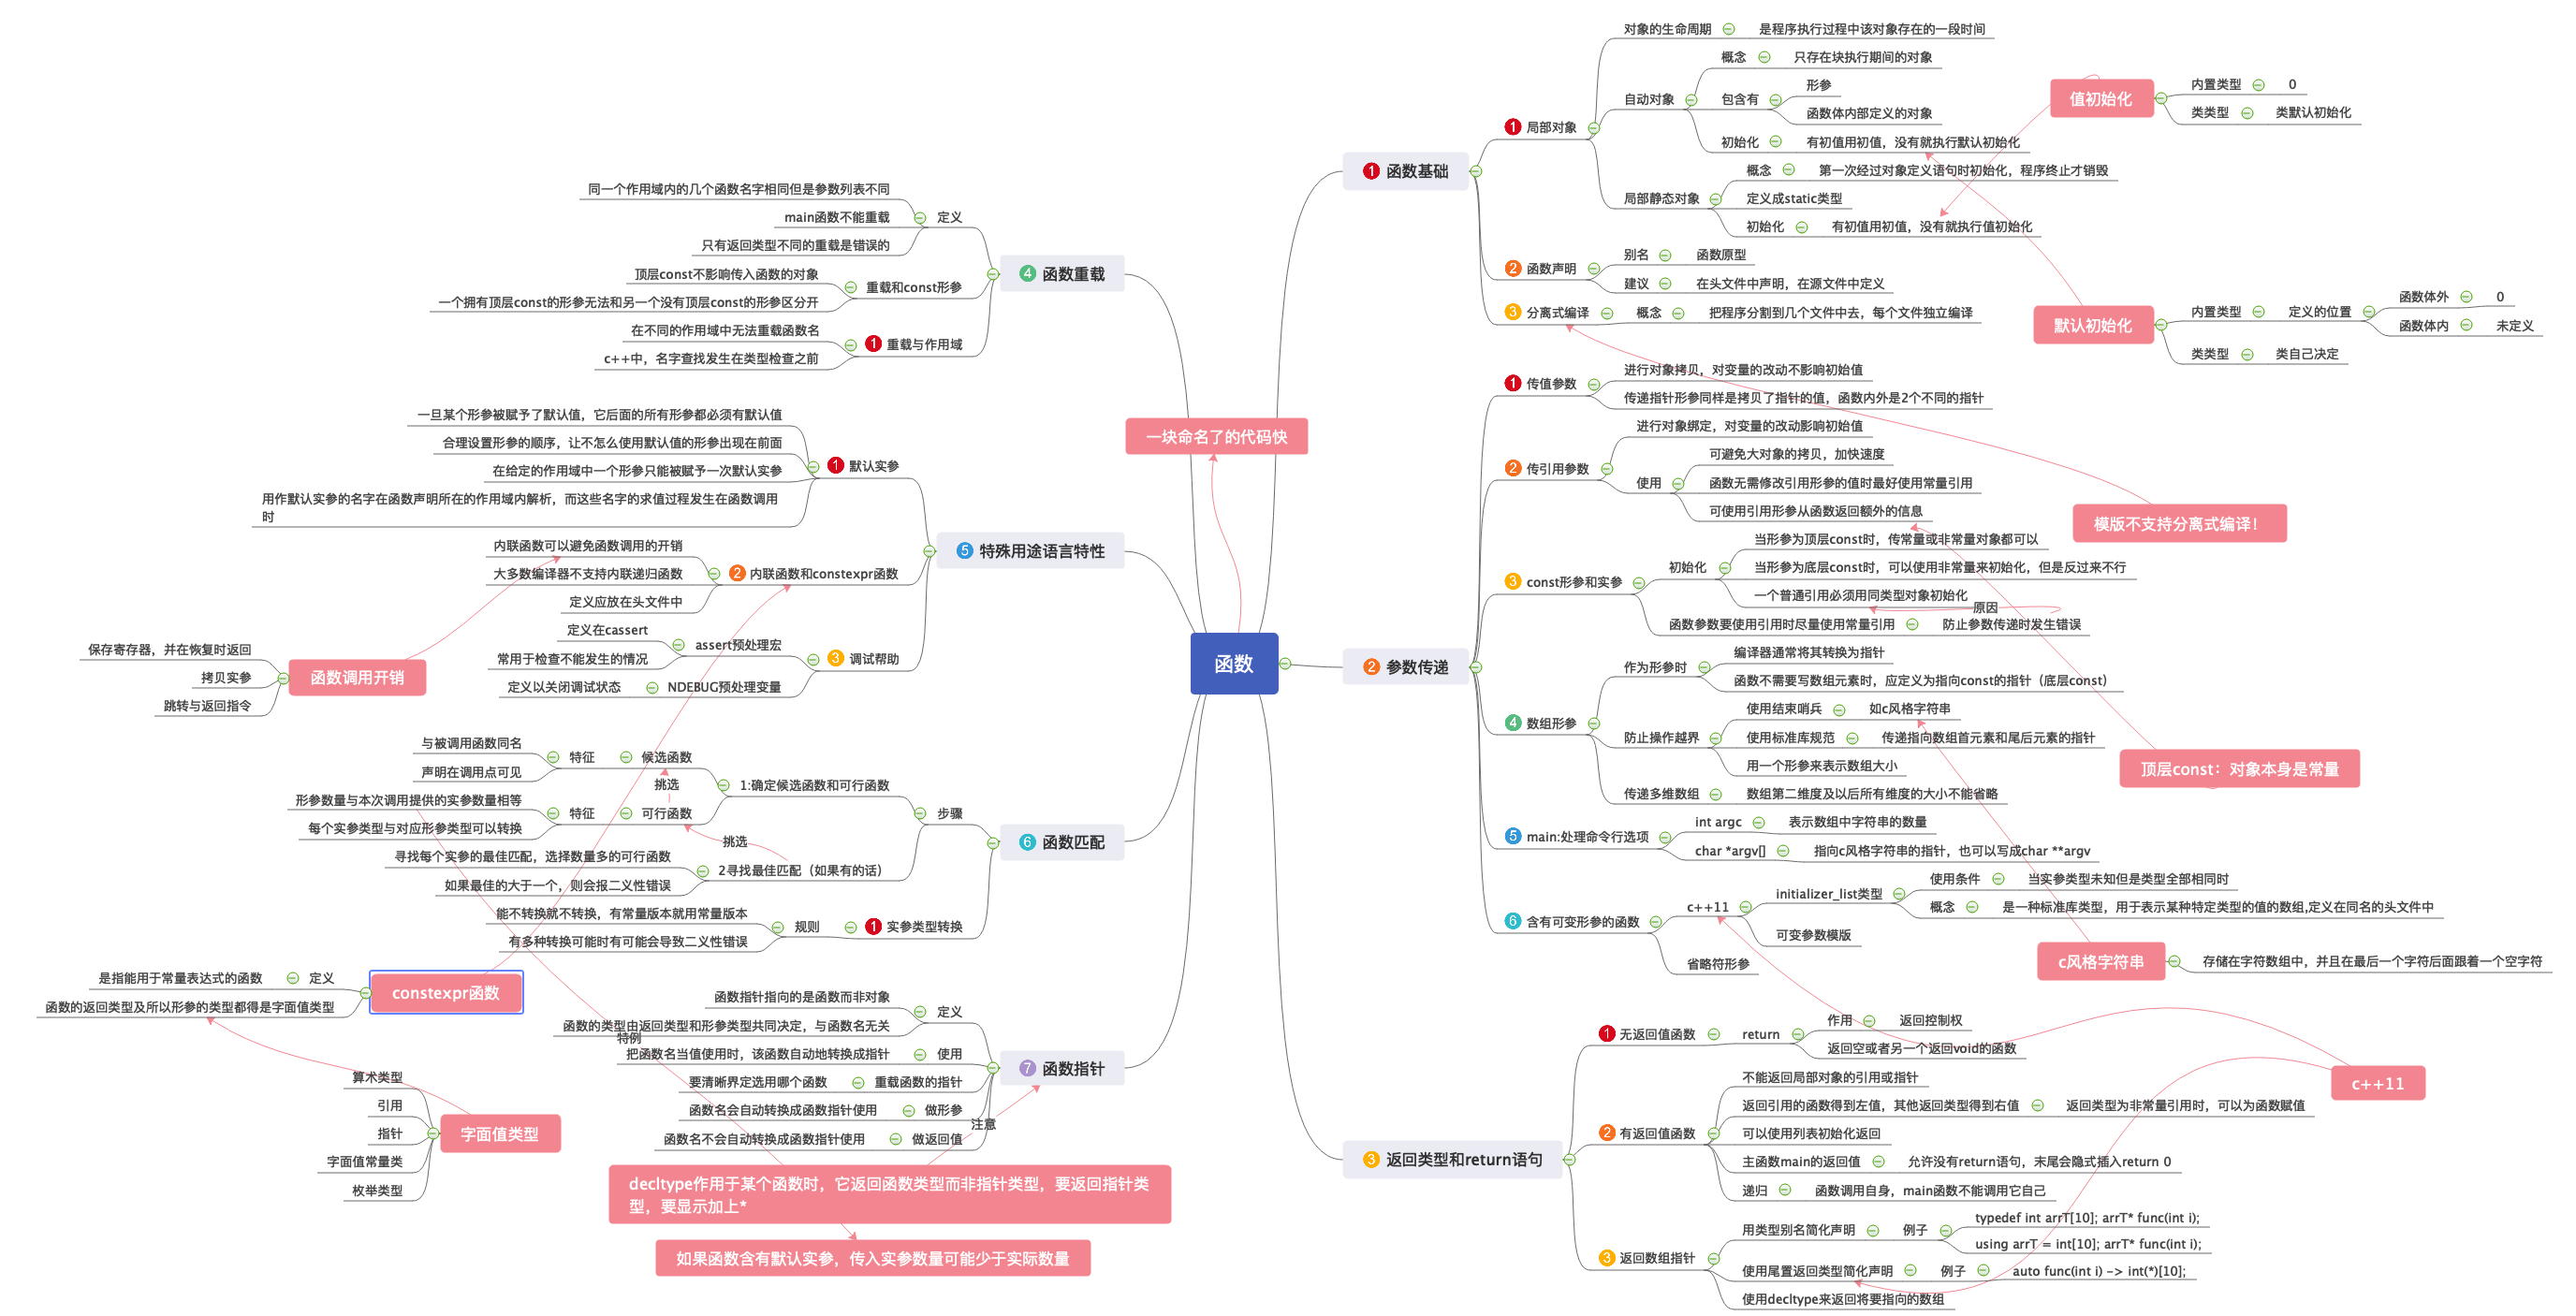 函数
一块命名了的代码快
1 函数基础
1 局部对象
对象的生命周期
是程序执行过程中该对象存在的一段时间
自动对象
概念
只存在块执行期间的对象
包含有
形参
函数体内部定义的对象
初始化
有初值用初值，没有就执行默认初始化
局部静态对象
概念
第一次经过对象定义语句时初始化，程序终止才销毁
定义成static类型
初始化
有初值用初值，没有就执行值初始化
2 函数声明
别名
函数原型
建议
在头文件中声明，在源文件中定义
3 分离式编译
概念
把程序分割到几个文件中去，每个文件独立编译
值初始化
内置类型
0
类类型
类默认初始化
默认初始化
内置类型
定义的位置
函数体外
0
函数体内
未定义
类类型
类自己决定
模版不支持分离式编译！
2 参数传递
1 传值参数
进行对象拷贝，对变量的改动不影响初始值
传递指针形参同样是拷贝了指针的值，函数内外是2个不同的指针
2 传引用参数
进行对象绑定，对变量的改动影响初始值
使用
可避免大对象的拷贝，加快速度
函数无需修改引用形参的值时最好使用常量引用
可使用引用形参从函数返回额外的信息
3 const形参和实参
初始化
当形参为顶层const时，传常量或非常量对象都可以
当形参为底层const时，可以使用非常量来初始化，但是反过来不行
一个普通引用必须用同类型对象初始化
原因
函数参数要使用引用时尽量使用常量引用
防止参数传递时发生错误
4 数组形参
作为形参时
编译器通常将其转换为指针
函数不需要写数组元素时，应定义为指向const的指针（底层const）
防止操作越界
使用结束哨兵
如c风格字符串
使用标准库规范
传递指向数组首元素和尾后元素的指针
用一个形参来表示数组大小
传递多维数组
数组第二维度及以后所有维度的大小不能省略
5 main:处理命令行选项
int argc
表示数组中字符串的数量
char *argv[]
指向c风格字符串的指针，也可以写成char **argv
6 含有可变形参的函数
c++11
initializer_list类型
使用条件
当实参类型未知但是类型全部相同时
概念
是一种标准库类型，用于表示某种特定类型的值的数组,定义在同名的头文件中
可变参数模版
省略符形参
顶层const：对象本身是常量
c风格字符串
存储在字符数组中，并且在最后一个字符后面跟着一个空字符
c++11
3 返回类型和return语句
1 无返回值函数
return
作用
返回控制权
返回空或者另一个返回void的函数
2 有返回值函数
不能返回局部对象的引用或指针
返回引用的函数得到左值，其他返回类型得到右值
返回类型为非常量引用时，可以为函数赋值
可以使用列表初始化返回
主函数main的返回值
允许没有return语句，末尾会隐式插入return 0
递归
函数调用自身，main函数不能调用它自己
3 返回数组指针
用类型别名简化声明
例子
typedef int arrT[10]; arrT* func(int i);
using arrT = int[10]; arrT* func(int i);
使用尾置返回类型简化声明
例子
auto func(int i) -> int(*)[10];
使用decltype来返回将要指向的数组
4 函数重载
定义
同一个作用域内的几个函数名字相同但是参数列表不同
main函数不能重载
只有返回类型不同的重载是错误的
重载和const形参
顶层const不影响传入函数的对象
一个拥有顶层const的形参无法和另一个没有顶层const的形参区分开
1 重载与作用域
在不同的作用域中无法重载函数名
c++中，名字查找发生在类型检查之前
5 特殊用途语言特性
1 默认实参
一旦某个形参被赋予了默认值，它后面的所有形参都必须有默认值
合理设置形参的顺序，让不怎么使用默认值的形参出现在前面
在给定的作用域中一个形参只能被赋予一次默认实参
用作默认实参的名字在函数声明所在的作用域内解析，而这些名字的求值过程发生在函数调用
时
2 内联函数和constexpr函数
内联函数可以避免函数调用的开销
大多数编译器不支持内联递归函数
定义应放在头文件中
3 调试帮助
assert预处理宏
定义在cassert
常用于检查不能发生的情况
NDEBUG预处理变量
定义以关闭调试状态
函数调用开销
保存寄存器，并在恢复时返回
拷贝实参
跳转与返回指令
6 函数匹配
步骤
1:确定候选函数和可行函数
候选函数
特征
与被调用函数同名
声明在调用点可见
挑选
可行函数
特征
形参数量与本次调用提供的实参数量相等
每个实参类型与对应形参类型可以转换
挑选
2寻找最佳匹配（如果有的话）
寻找每个实参的最佳匹配，选择数量多的可行函数
如果最佳的大于一个，则会报二义性错误
1 实参类型转换
规则
能不转换就不转换，有常量版本就用常量版本
有多种转换可能时有可能会导致二义性错误
constexpr函数
定义
是指能用于常量表达式的函数
函数的返回类型及所以形参的类型都得是字面值类型
字面值类型
算术类型
引用
指针
字面值常量类
枚举类型
7 函数指针
定义
函数指针指向的是函数而非对象
函数的类型由返回类型和形参类型共同决定，与函数名无关
特例
使用
把函数名当值使用时，该函数自动地转换成指针
重载函数的指针
要清晰界定选用哪个函数
做形参
函数名会自动转换成函数指针使用
做返回值
函数名不会自动转换成函数指针使用
注意
decltype作用于某个函数时，它返回函数类型而非指针类型，要返回指针类
型，要显示加上*
如果函数含有默认实参，传入实参数量可能少于实际数量